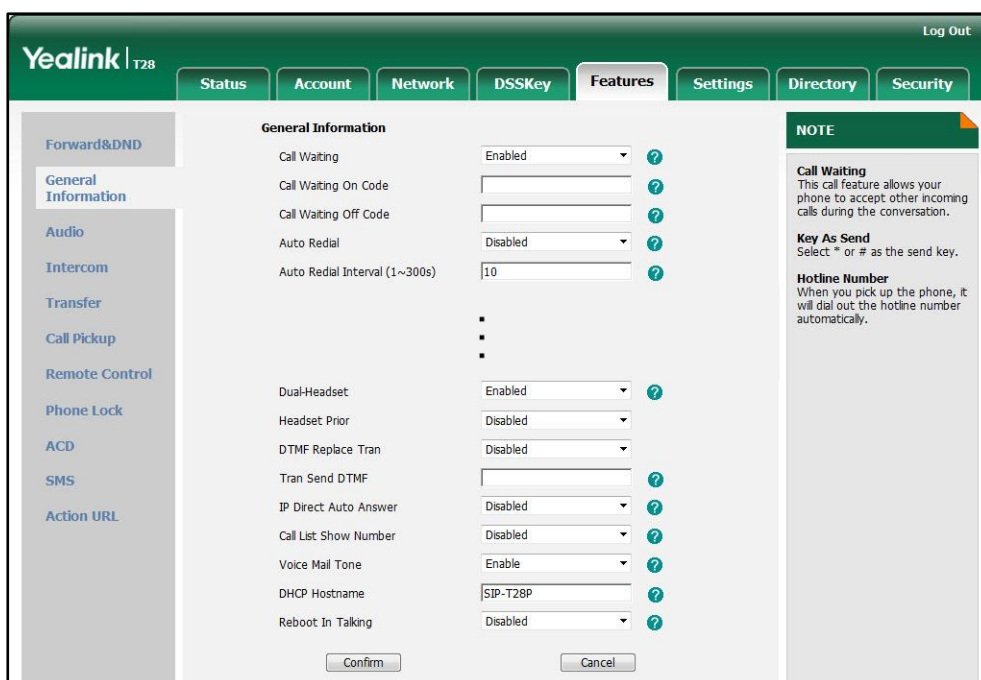 Log Out
Yealink | T28
Status Account Network DSSKey Features Settings Directory Security
Forward&DND
General
Information
Audio
Intercom
Transfer
Call Pickup
Remote Control
Phone Lock
ACD
SMS
Action URL
General Information
Call Waiting Enabled ?
Call Waiting On Code ?
Call Waiting Off Code ?
Auto Redial Disabled ?
Auto Redial Interval (1~300s) 10 ?
Dual-Headset Enabled ?
Headset Prior Disabled
DTMF Replace Tran Disabled
Tran Send DTMF ?
IP Direct Auto Answer Disabled ?
Call List Show Number Disabled ?
Voice Mail Tone Enable ?
DHCP Hostname SIP-T28P ?
Reboot In Talking Disabled ?
Confirm Cancel
NOTE
Call Waiting
This call feature allows your
phone to accept other incoming
calls during the conversation.
Key As Send
Select * or # as the send key.
Hotline Number
When you pick up the phone, it
will dial out the hotline number
automatically.